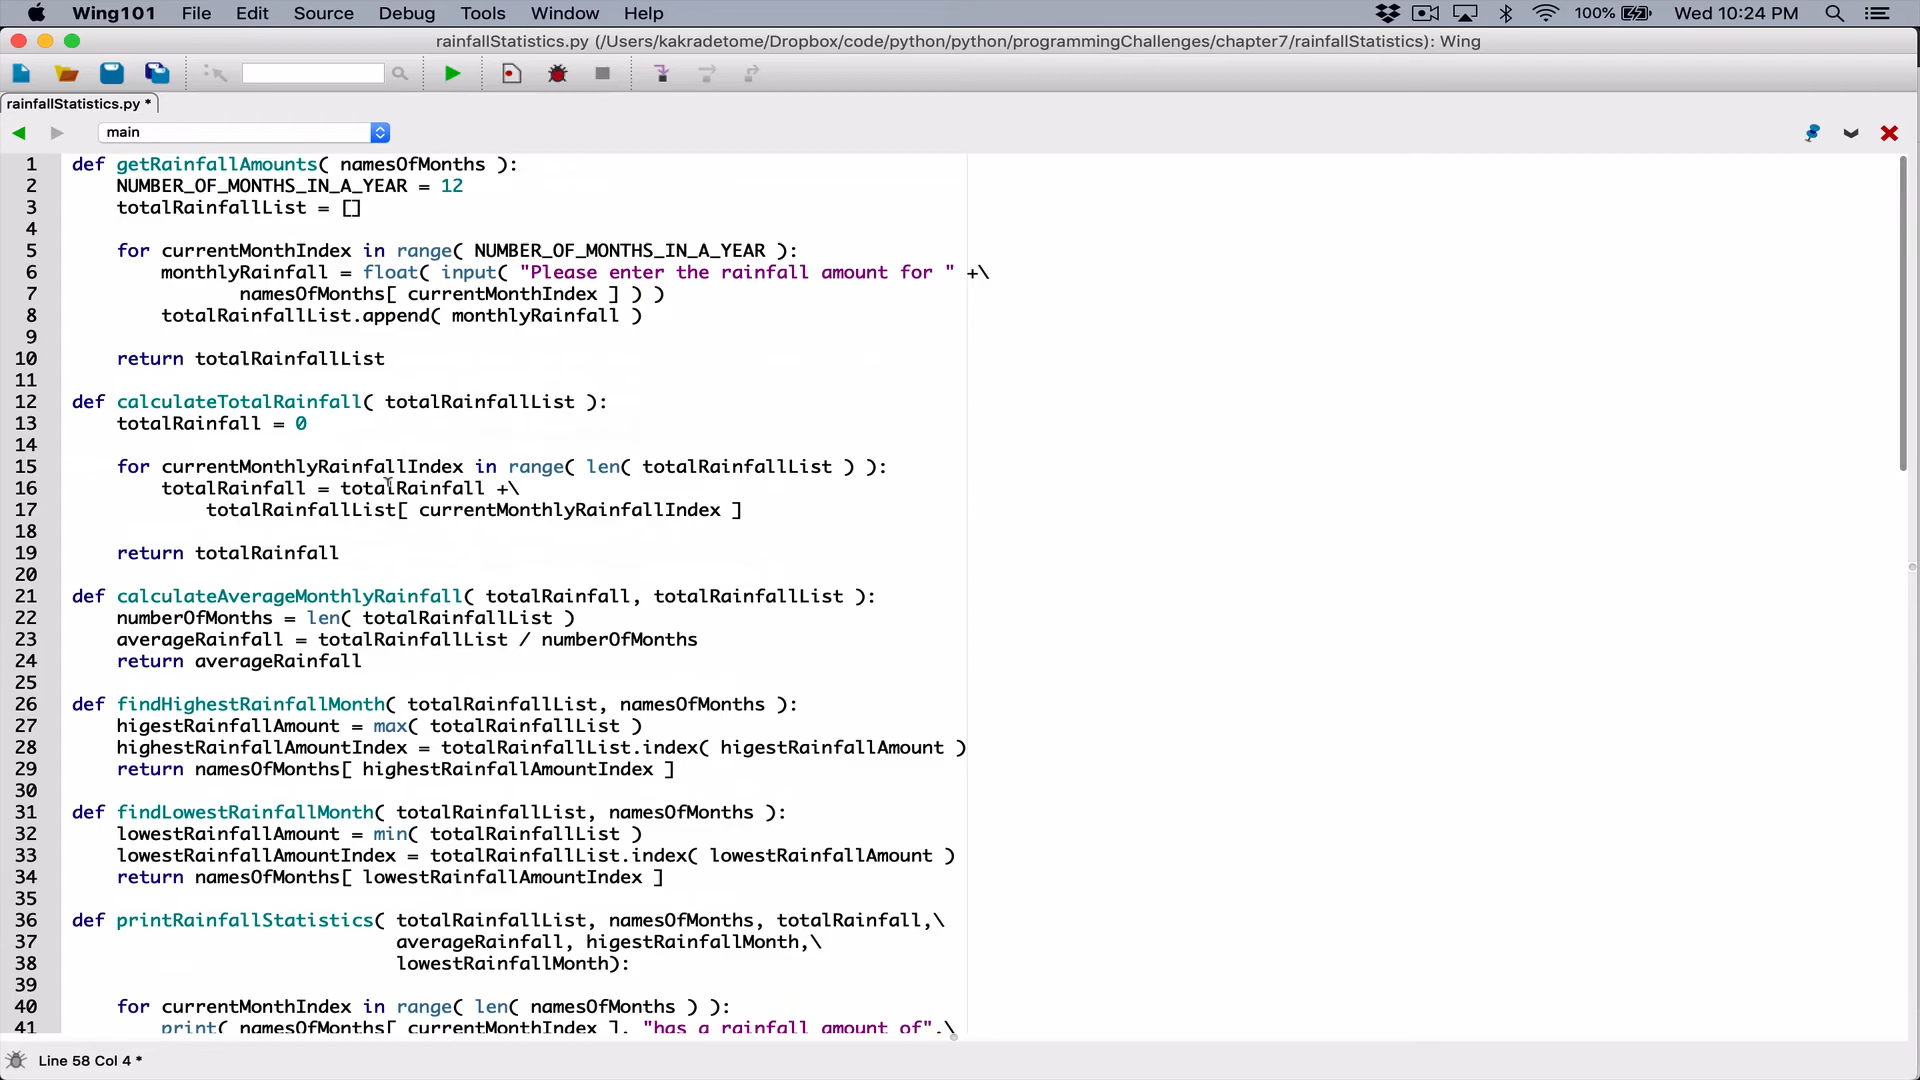 Wing101 File Edit Source Debug Tools Window Help 100% Wed 10:24 PM
rainfallStatistics.py (/Users/kakradetome/Dropbox/code/python/python/programmingChallenges/chapter7/rainfallStatistics): Wing
rainfallStatistics.py *
main
1 def getRainfallAmounts( namesOfMonths ):
2 NUMBER_OF_MONTHS_IN_A_YEAR = 12
3 totalRainfallList = []
4
5 for currentMonthIndex in range( NUMBER_OF_MONTHS_IN_A_YEAR ):
6 monthlyRainfall = float( input( "Please enter the rainfall amount for " +\
7 namesOfMonths[ currentMonthIndex ] ) )
8 totalRainfallList.append( monthlyRainfall )
9
10 return totalRainfallList
11
12 def calculateTotalRainfall( totalRainfallList ):
13 totalRainfall = 0
14
15 for currentMonthlyRainfallIndex in range( len( totalRainfallList ) ):
16 totalRainfall = totalRainfall +\
17 totalRainfallList[ currentMonthlyRainfallIndex ]
18
19 return totalRainfall
20
21 def calculateAverageMonthlyRainfall( totalRainfall, totalRainfallList ):
22 numberOfMonths = len( totalRainfallList )
23 averageRainfall = totalRainfallList / numberOfMonths
24 return averageRainfall
25
26 def findHighestRainfallMonth( totalRainfallList, namesOfMonths ):
27 higestRainfallAmount = max( totalRainfallList )
28 highestRainfallAmountIndex = totalRainfallList.index( higestRainfallAmount )
29 return namesOfMonths[ highestRainfallAmountIndex ]
30
31 def findLowestRainfallMonth( totalRainfallList, namesOfMonths ):
32 lowestRainfallAmount = min( totalRainfallList )
33 lowestRainfallAmountIndex = totalRainfallList.index( lowestRainfallAmount )
34 return namesOfMonths[ lowestRainfallAmountIndex ]
35
36 def printRainfallStatistics( totalRainfallList, namesOfMonths, totalRainfall,\
37 averageRainfall, higestRainfallMonth,\
38 lowestRainfallMonth):
39
40 for currentMonthIndex in range( len( namesOfMonths ) ):
41 print( namesOfMonths[ currentMonthIndex ], "has a rainfall amount of",\
Line 58 Col 4 *